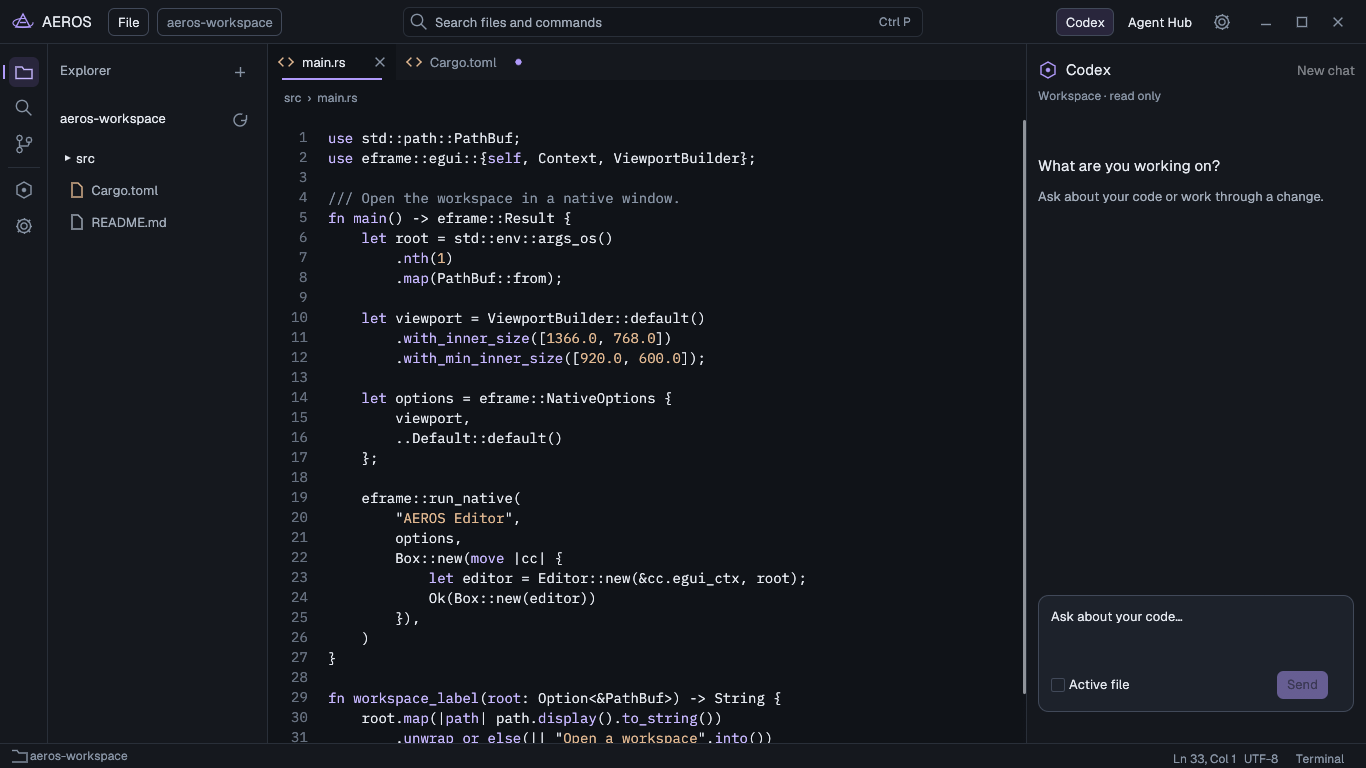 AEROS File aeros-workspace Search files and commands Ctrl P Codex Agent Hub
Explorer
aeros-workspace
src
Cargo.toml
README.md
main.rs Cargo.toml
src › main.rs
1 use std::path::PathBuf;
2 use eframe::egui::{self, Context, ViewportBuilder};
3
4 /// Open the workspace in a native window.
5 fn main() -> eframe::Result {
6     let root = std::env::args_os()
7         .nth(1)
8         .map(PathBuf::from);
9
10     let viewport = ViewportBuilder::default()
11         .with_inner_size([1366.0, 768.0])
12         .with_min_inner_size([920.0, 600.0]);
13
14     let options = eframe::NativeOptions {
15         viewport,
16         ..Default::default()
17     };
18
19     eframe::run_native(
20         "AEROS Editor",
21         options,
22         Box::new(move |cc| {
23             let editor = Editor::new(&cc.egui_ctx, root);
24             Ok(Box::new(editor))
25         }),
26     )
27 }
28
29 fn workspace_label(root: Option<&PathBuf>) -> String {
30     root.map(|path| path.display().to_string())
31         .unwrap_or_else(|| "Open a workspace".into())
Codex New chat
Workspace · read only
What are you working on?
Ask about your code or work through a change.
Ask about your code…
Active file Send
aeros-workspace Ln 33, Col 1 UTF-8 Terminal